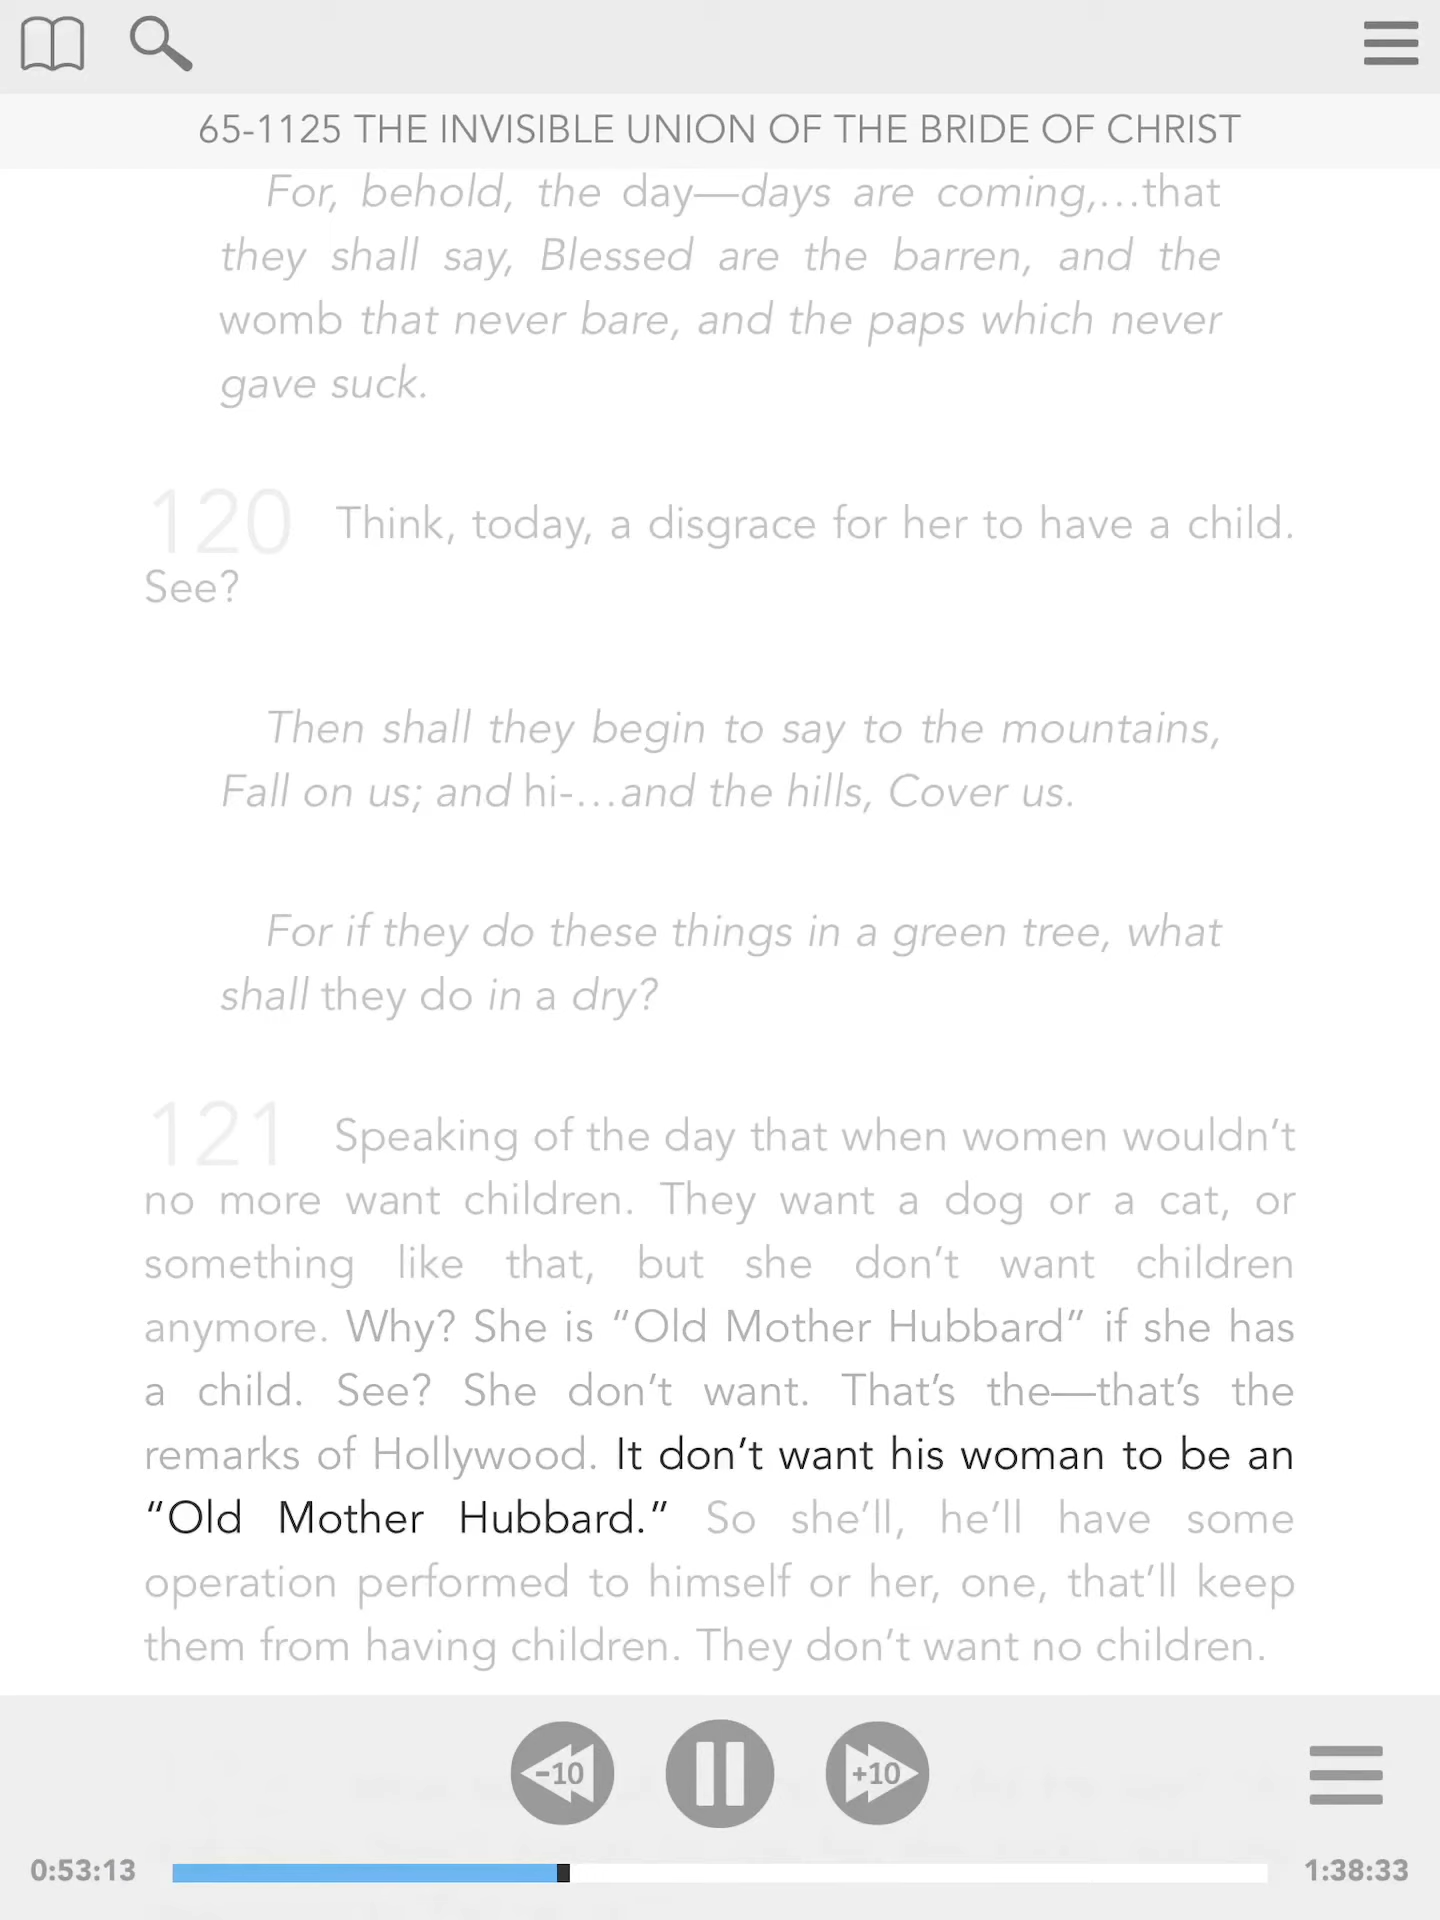 65-1125 THE INVISIBLE UNION OF THE BRIDE OF CHRIST
For, behold, the day—days are coming,…that
they shall say, Blessed are the barren, and the
womb that never bare, and the paps which never
gave suck.
120 Think, today, a disgrace for her to have a child.
See?
Then shall they begin to say to the mountains,
Fall on us; and hi-…and the hills, Cover us.
For if they do these things in a green tree, what
shall they do in a dry?
121 Speaking of the day that when women wouldn’t
no more want children. They want a dog or a cat, or
something like that, but she don’t want children
anymore. Why? She is “Old Mother Hubbard” if she has
a child. See? She don’t want. That’s the—that’s the
remarks of Hollywood. It don’t want his woman to be an
“Old Mother Hubbard.” So she’ll, he’ll have some
operation performed to himself or her, one, that’ll keep
them from having children. They don’t want no children.
-10 +10
0:53:13 1:38:33